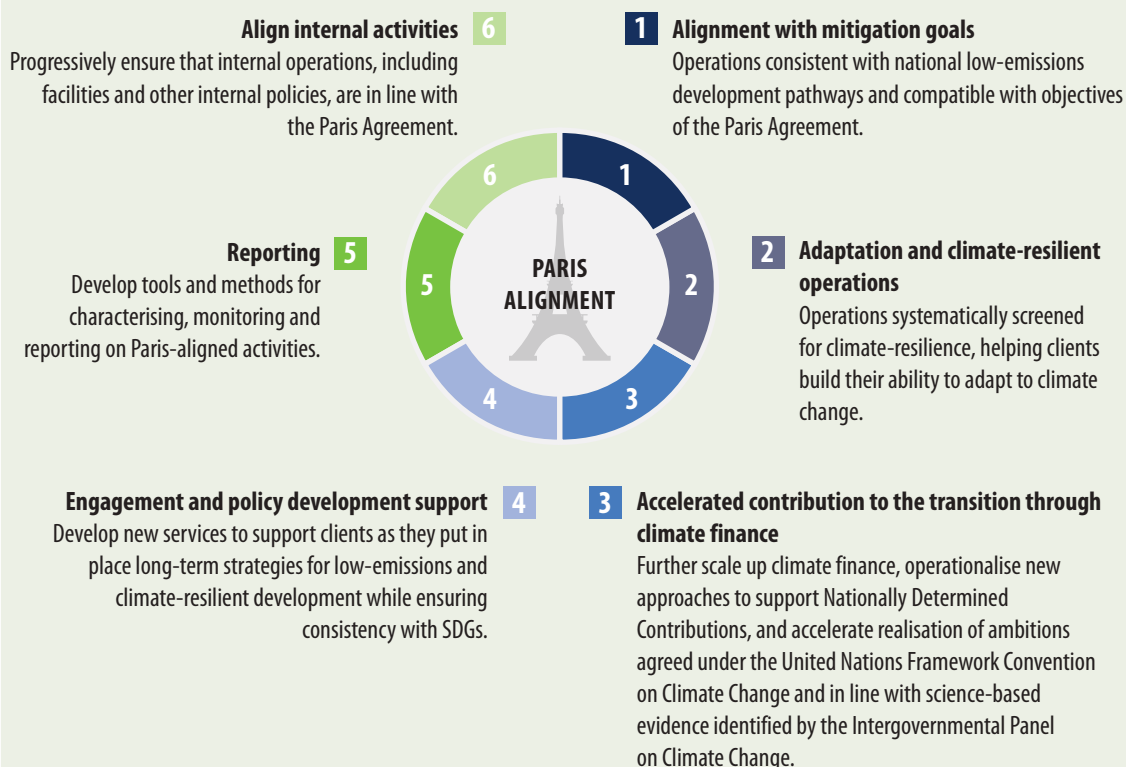 1 Alignment with mitigation goals
Operations consistent with national low-emissions
development pathways and compatible with objectives
of the Paris Agreement.
2 Adaptation and climate-resilient
operations
Operations systematically screened
for climate-resilience, helping clients
build their ability to adapt to climate
change.
3 Accelerated contribution to the transition through
climate finance
Further scale up climate finance, operationalise new
approaches to support Nationally Determined
Contributions, and accelerate realisation of ambitions
agreed under the United Nations Framework Convention
on Climate Change and in line with science-based
evidence identified by the Intergovernmental Panel
on Climate Change.
Engagement and policy development support 4
Develop new services to support clients as they put in
place long-term strategies for low-emissions and
climate-resilient development while ensuring
consistency with SDGs.
Reporting 5
Develop tools and methods for
characterising, monitoring and
reporting on Paris-aligned activities.
Align internal activities 6
Progressively ensure that internal operations, including
facilities and other internal policies, are in line with
the Paris Agreement.
PARIS
ALIGNMENT
1
2
3
4
5
6